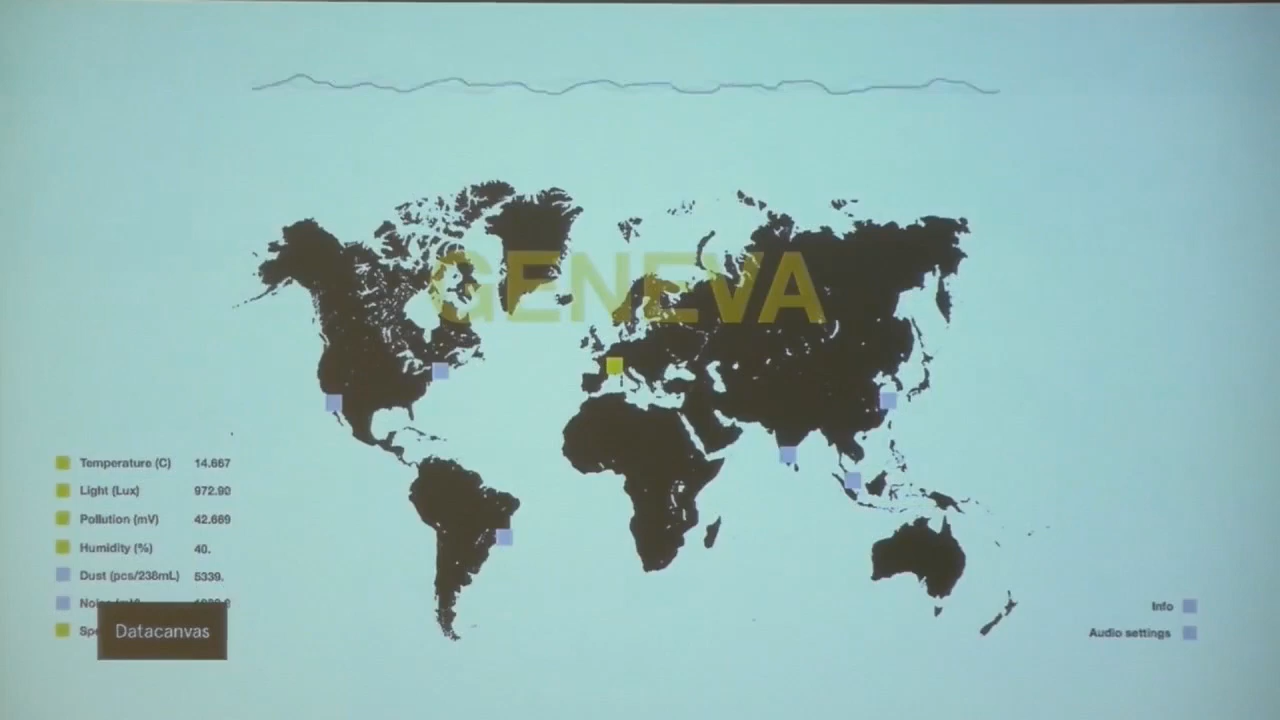 GENEVA
Temperature (C) 14.667
Light (Lux) 972.90
Pollution (mV) 42.669
Humidity (%) 40.
Dust (pcs/238mL) 5339.
Datacanvas
Info
Audio settings